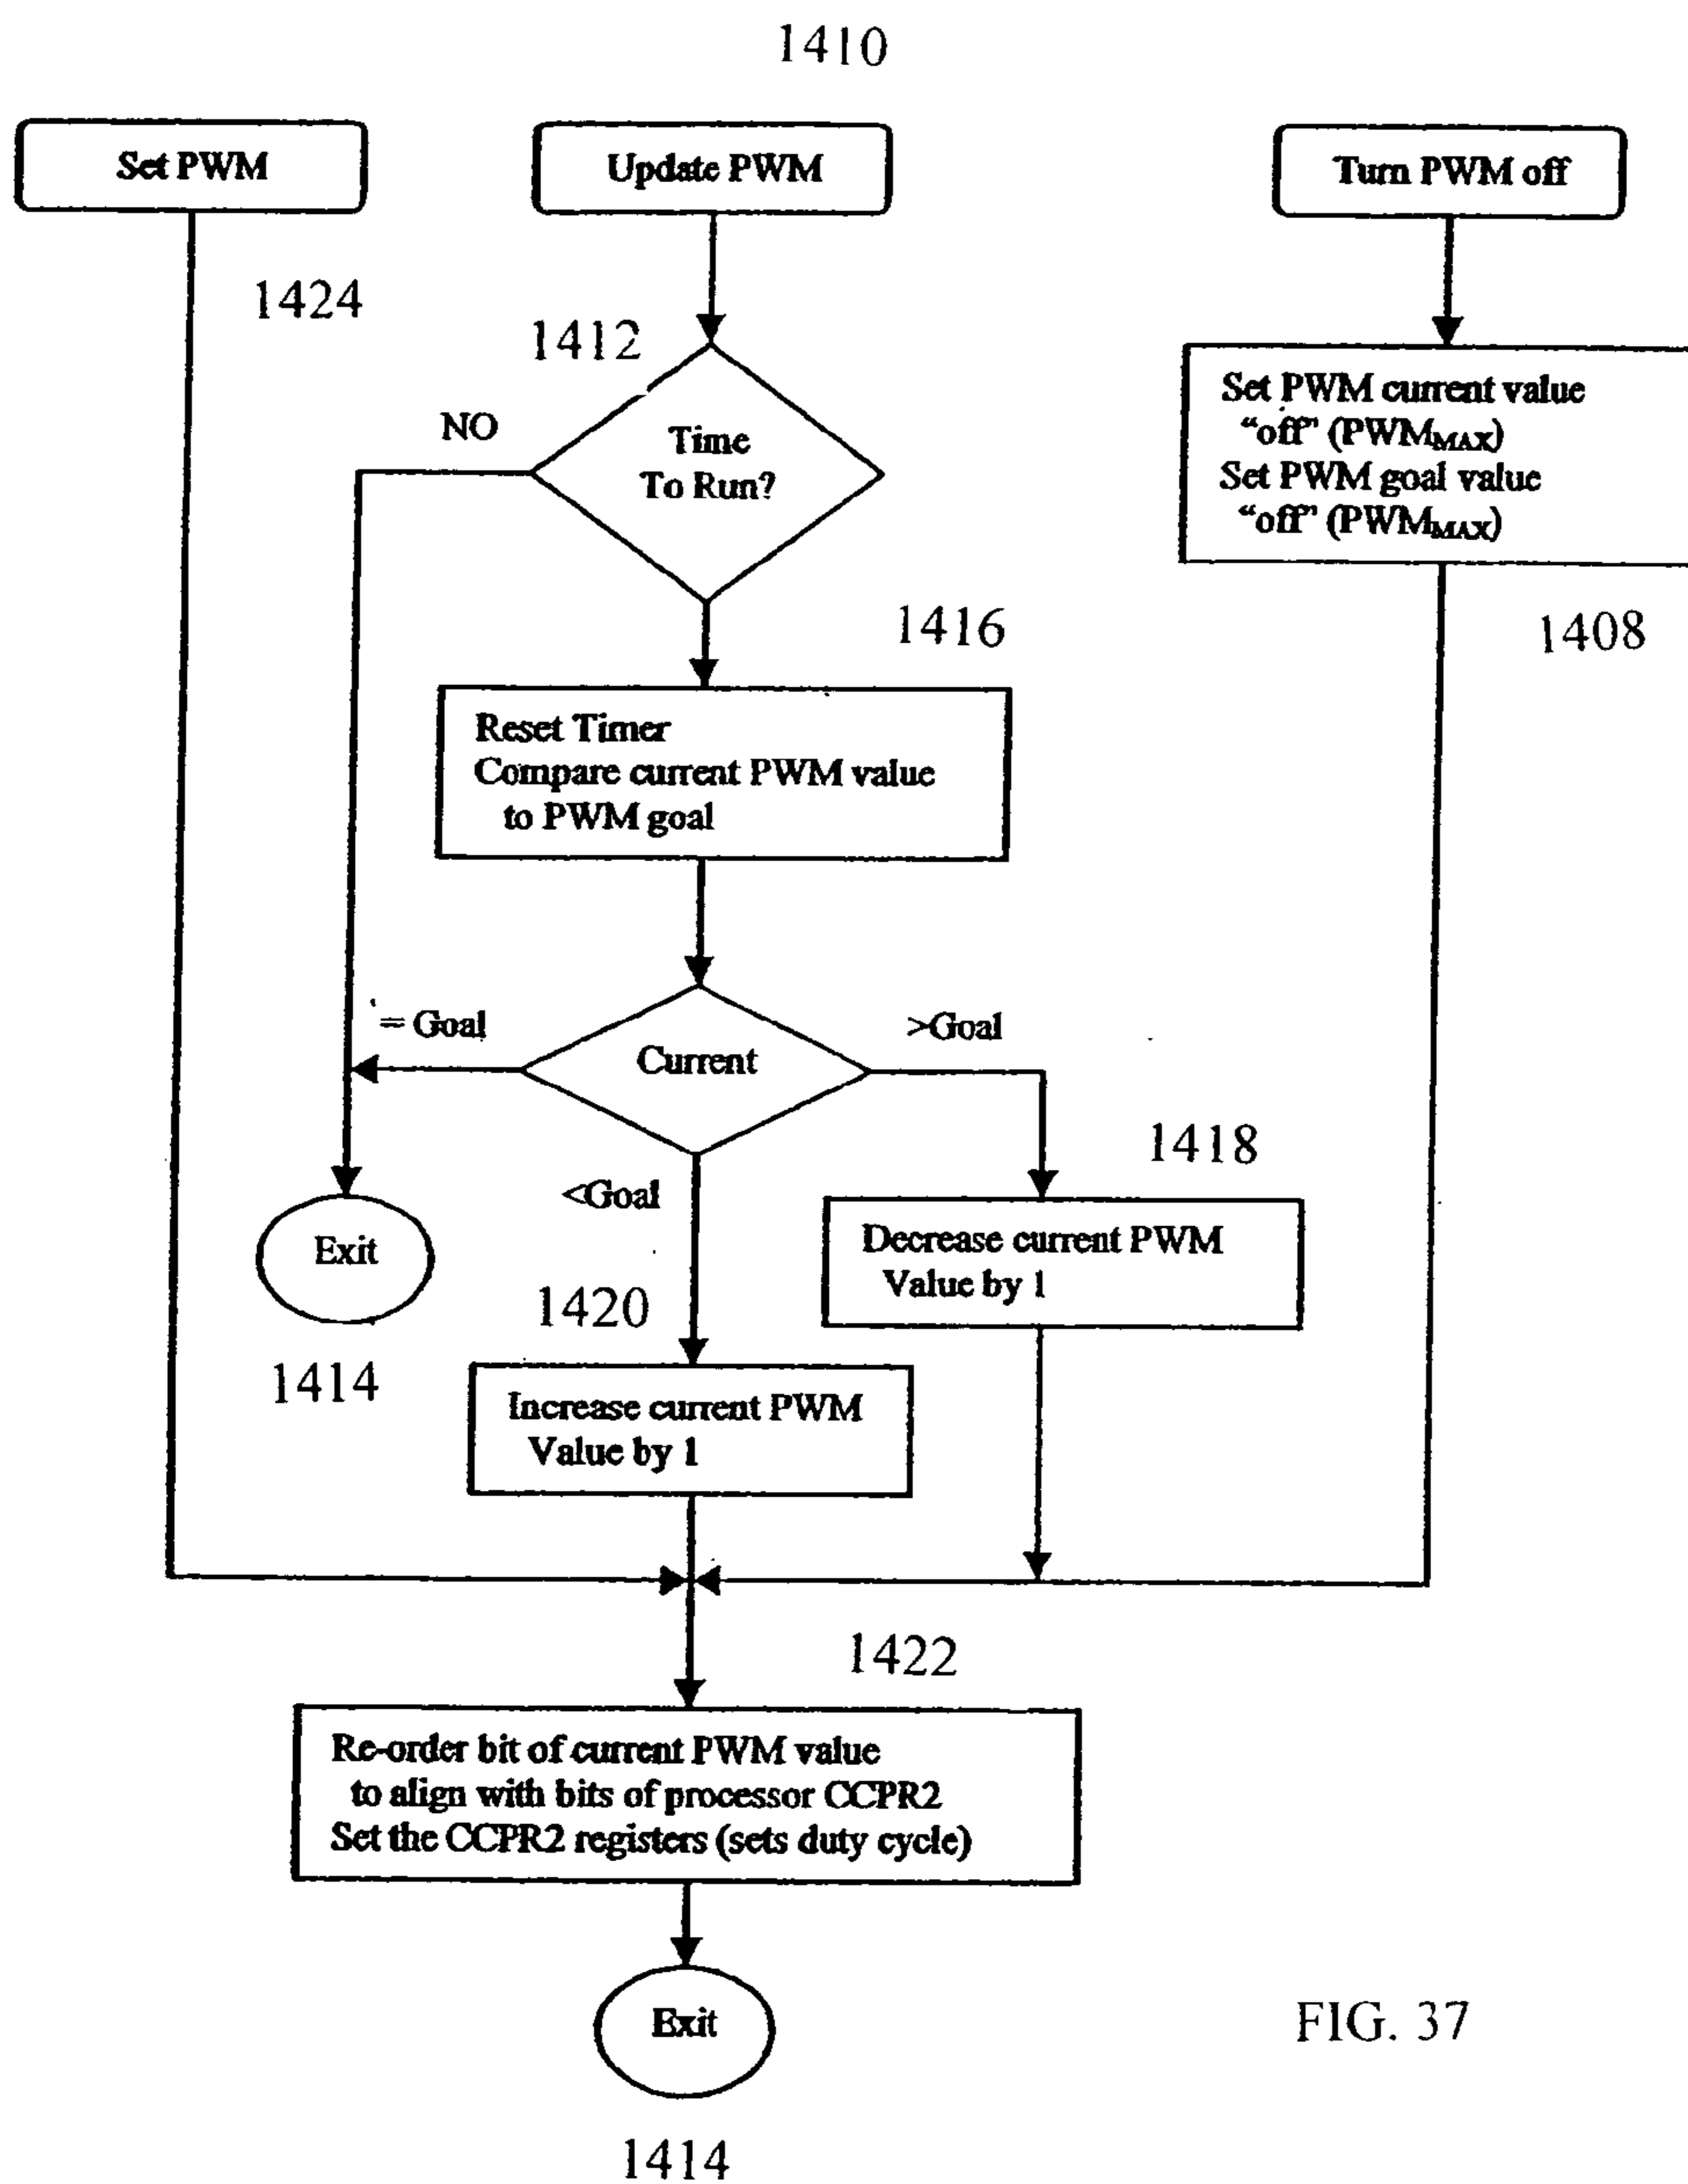 1410
Set PWM
Update PWM
Turn PWM off
1424
1412
NO
Time
To Run?
Set PWM current value
"off" (PWMMAX)
Set PWM goal value
"off" (PWMMAX)
1416
1408
Reset Timer
Compare current PWM value
to PWM goal
= Goal
>Goal
Current
1418
<Goal
Exit
Decrease current PWM
Value by 1
1420
1414
Increase current PWM
Value by 1
1422
Re-order bit of current PWM value
to align with bits of processor CCPR2
Set the CCPR2 registers (sets duty cycle)
Exit
FIG. 37
1414